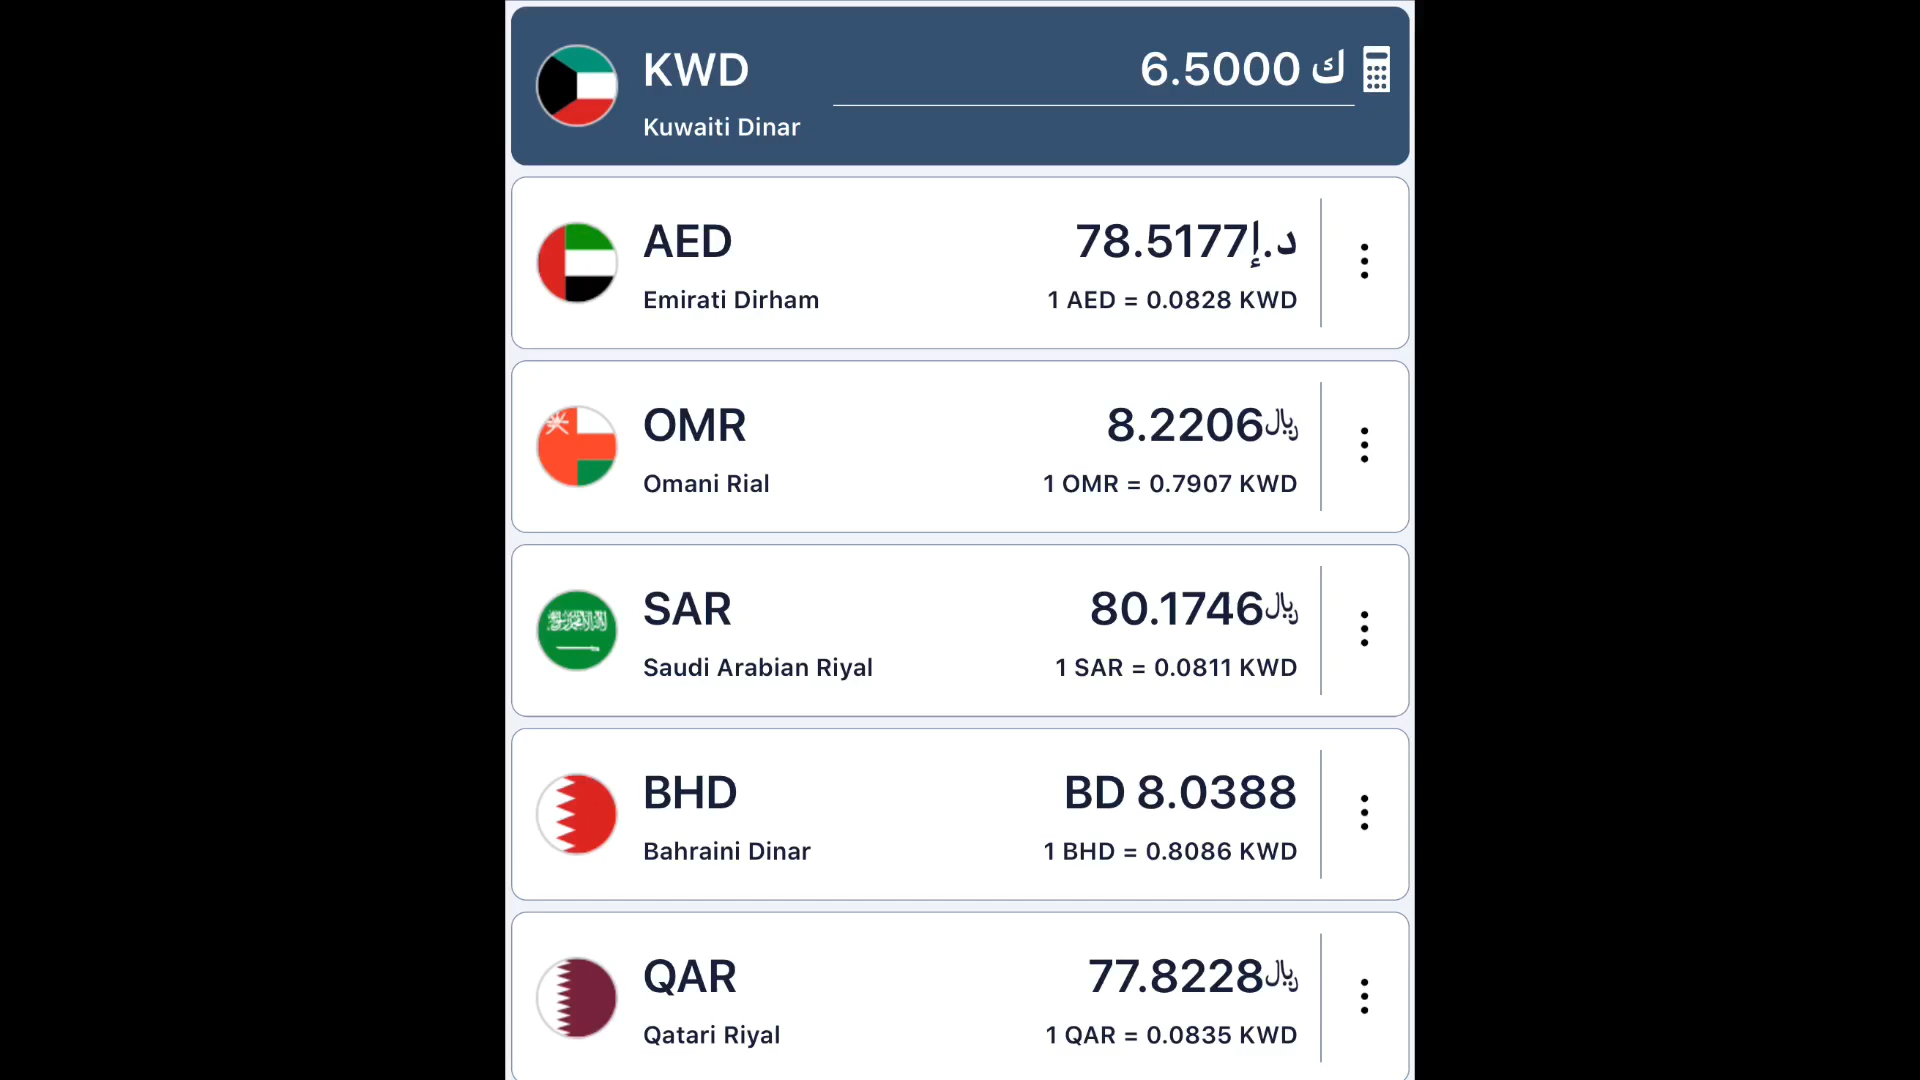 KWD
ك 6.5000
Kuwaiti Dinar
AED
78.5177د.إ
Emirati Dirham
1 AED = 0.0828 KWD
OMR
8.2206﷼
Omani Rial
1 OMR = 0.7907 KWD
SAR
80.1746﷼
Saudi Arabian Riyal
1 SAR = 0.0811 KWD
BHD
BD 8.0388
Bahraini Dinar
1 BHD = 0.8086 KWD
QAR
77.8228﷼
Qatari Riyal
1 QAR = 0.0835 KWD